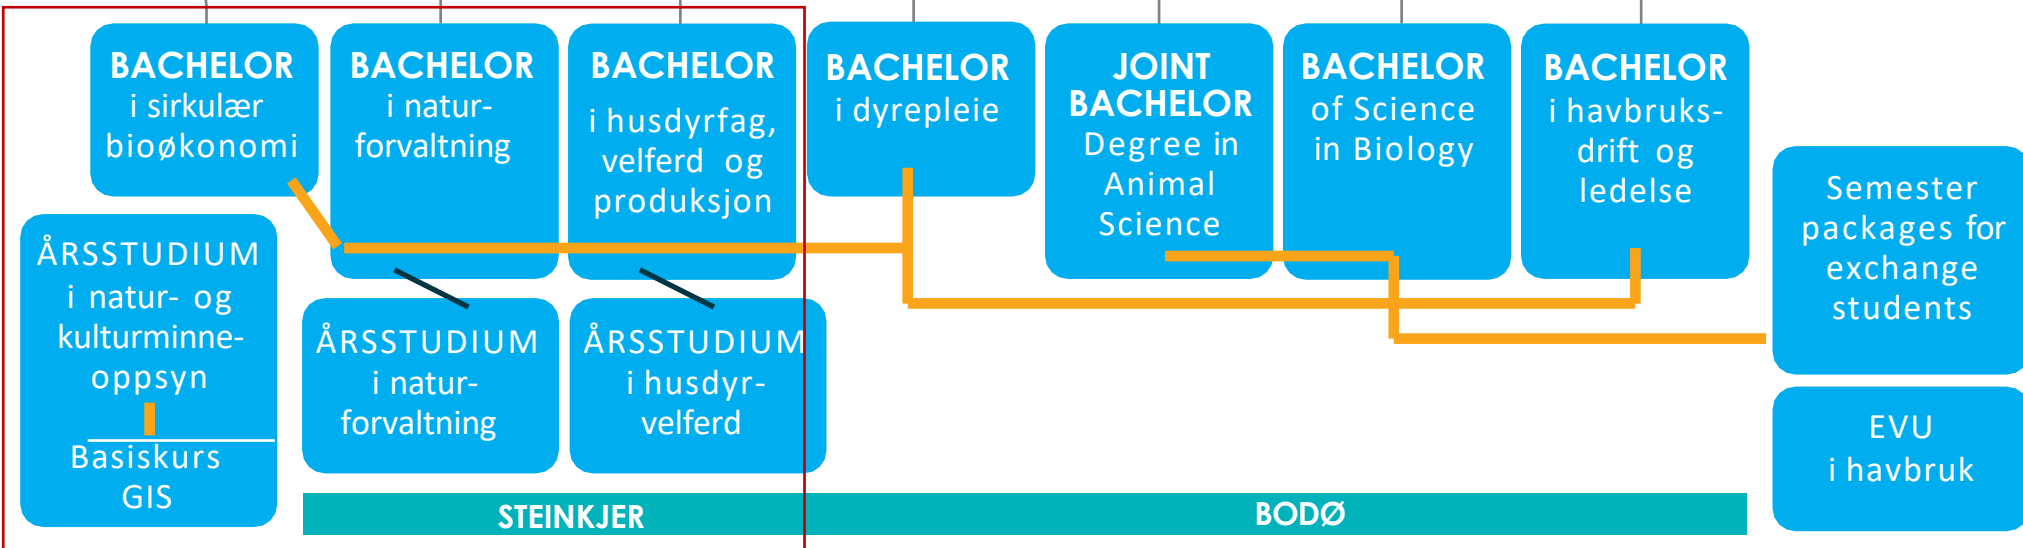 BACHELOR
i sirkulær
bioøkonomi
BACHELOR
i natur-
forvaltning
BACHELOR
i husdyrfag,
velferd og
produksjon
BACHELOR
i dyrepleie
JOINT
BACHELOR
Degree in
Animal
Science
BACHELOR
of Science
in Biology
BACHELOR
i havbruks-
drift og
ledelse
Semester
packages for
exchange
students
ÅRSSTUDIUM
i natur- og
kulturminne-
oppsyn
Basiskurs
GIS
ÅRSSTUDIUM
i natur-
forvaltning
ÅRSSTUDIUM
i husdyr-
velferd
EVU
i havbruk
STEINKJER
BODØ